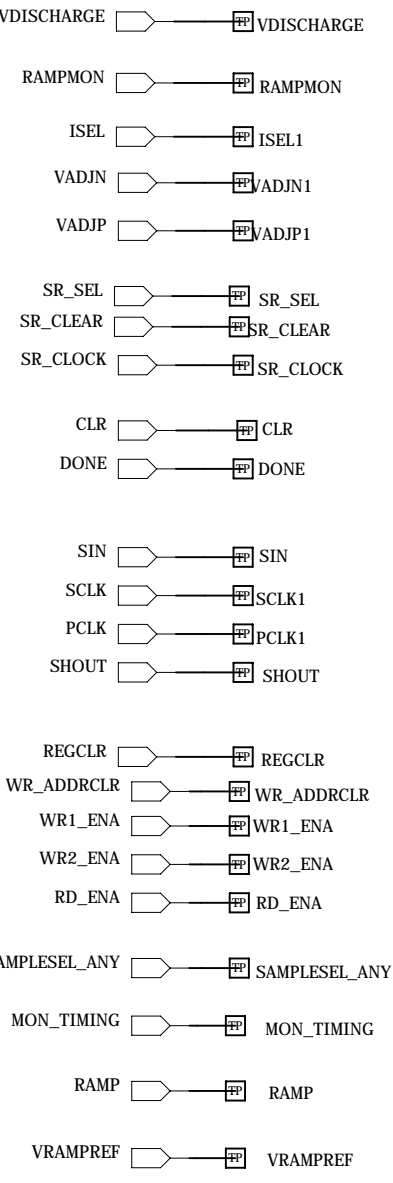 VDISCHARGE TP VDISCHARGE
RAMPMON TP RAMPMON
ISEL TP ISEL1
VADJN TP VADJN1
VADJP TP VADJP1
SR_SEL TP SR_SEL
SR_CLEAR TP SR_CLEAR
SR_CLOCK TP SR_CLOCK
CLR TP CLR
DONE TP DONE
SIN TP SIN
SCLK TP SCLK1
PCLK TP PCLK1
SHOUT TP SHOUT
REGCLR TP REGCLR
WR_ADDRCLR TP WR_ADDRCLR
WR1_ENA TP WR1_ENA
WR2_ENA TP WR2_ENA
RD_ENA TP RD_ENA
AMPLESEL_ANY TP SAMPLESEL_ANY
MON_TIMING TP MON_TIMING
RAMP TP RAMP
VRAMPREF TP VRAMPREF